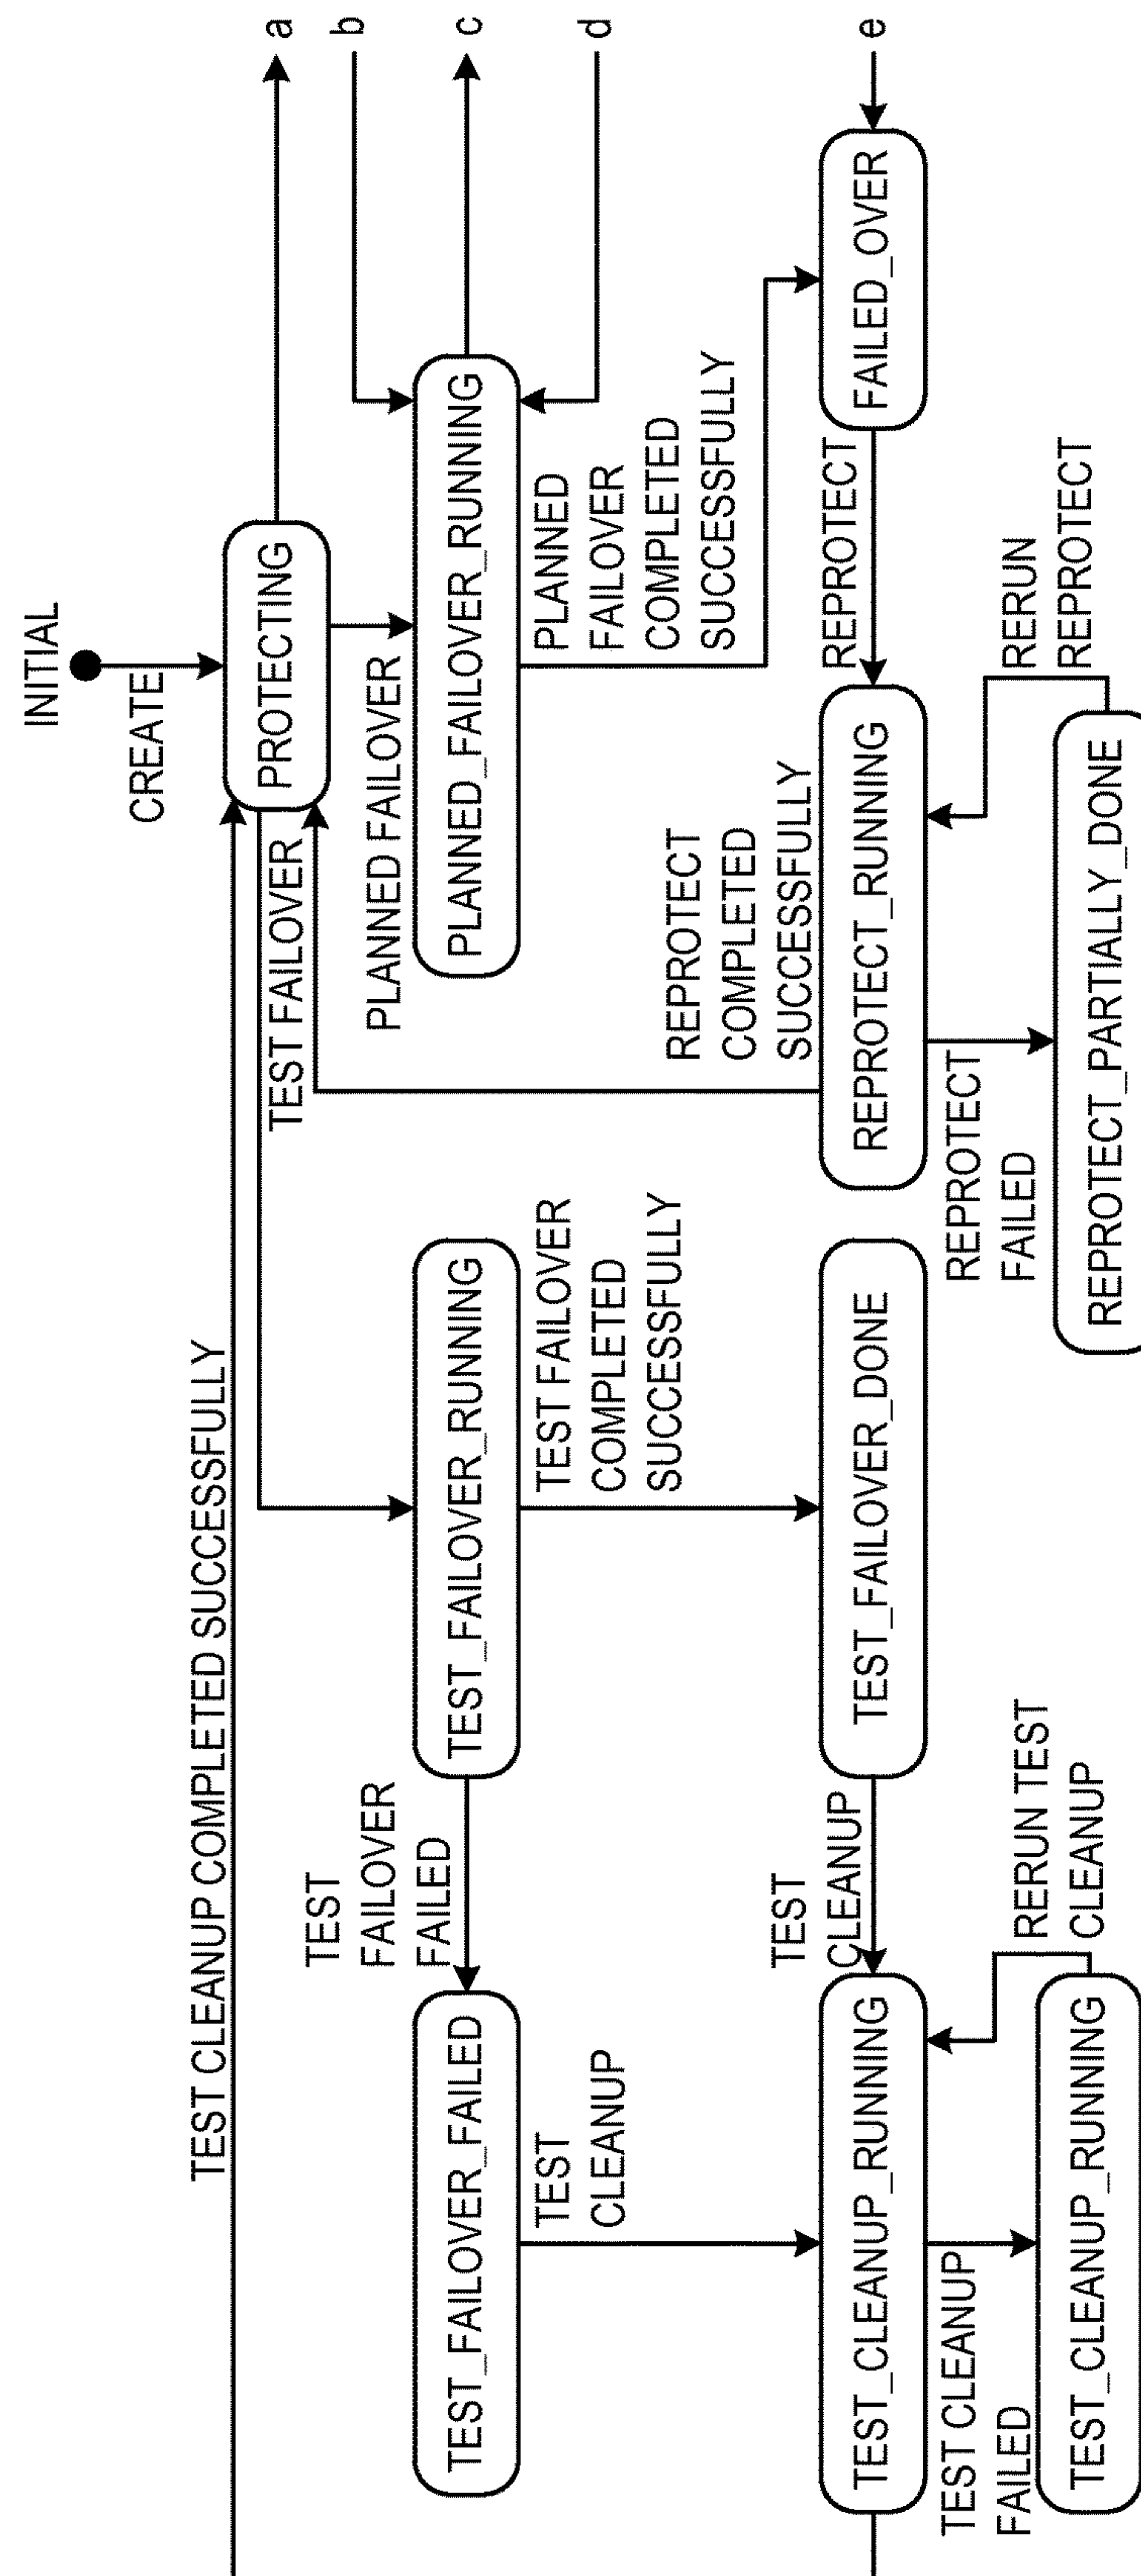 INITIAL
CREATE
TEST CLEANUP COMPLETED SUCCESSFULLY
PROTECTING
a
TEST FAILOVER
b
PLANNED FAILOVER
TEST
FAILOVER
FAILED
TEST_FAILOVER_FAILED
TEST_FAILOVER_RUNNING
PLANNED_FAILOVER_RUNNING
c
TEST
CLEANUP
TEST FAILOVER
COMPLETED
SUCCESSFULLY
PLANNED
FAILOVER
COMPLETED
SUCCESSFULLY
d
REPROTECT
COMPLETED
SUCCESSFULLY
TEST
CLEANUP
REPROTECT
TEST_CLEANUP_RUNNING
TEST_FAILOVER_DONE
REPROTECT_RUNNING
FAILED_OVER
e
TEST CLEANUP
FAILED
RERUN TEST
CLEANUP
REPROTECT
FAILED
RERUN
REPROTECT
TEST_CLEANUP_RUNNING
REPROTECT_PARTIALLY_DONE